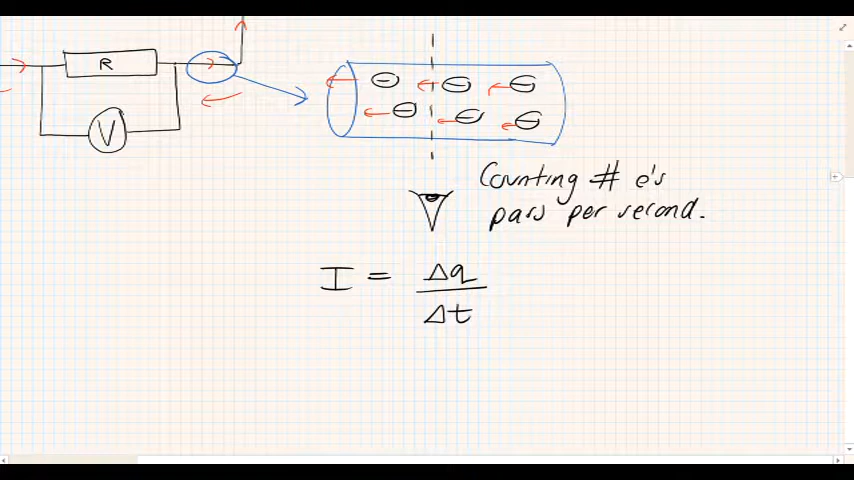 R
V
Counting # e's
pass per second.
I = Δq
Δt